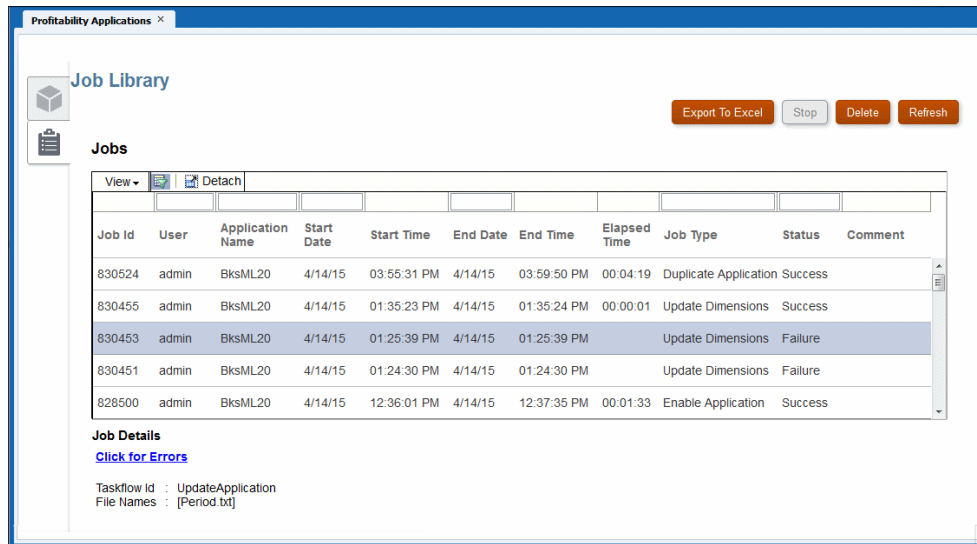 Profitability Applications ×
Job Library
Export To Excel Stop Delete Refresh
Jobs
View Detach
Job Id User Application Name Start Date Start Time End Date End Time Elapsed Time Job Type Status Comment
830524 admin BksML20 4/14/15 03:55:31 PM 4/14/15 03:59:50 PM 00:04:19 Duplicate Application Success
830455 admin BksML20 4/14/15 01:35:23 PM 4/14/15 01:35:24 PM 00:00:01 Update Dimensions Success
830453 admin BksML20 4/14/15 01:25:39 PM 4/14/15 01:25:39 PM Update Dimensions Failure
830451 admin BksML20 4/14/15 01:24:30 PM 4/14/15 01:24:30 PM Update Dimensions Failure
828500 admin BksML20 4/14/15 12:36:01 PM 4/14/15 12:37:35 PM 00:01:33 Enable Application Success
Job Details
Click for Errors
Taskflow Id : UpdateApplication
File Names : [Period.txt]